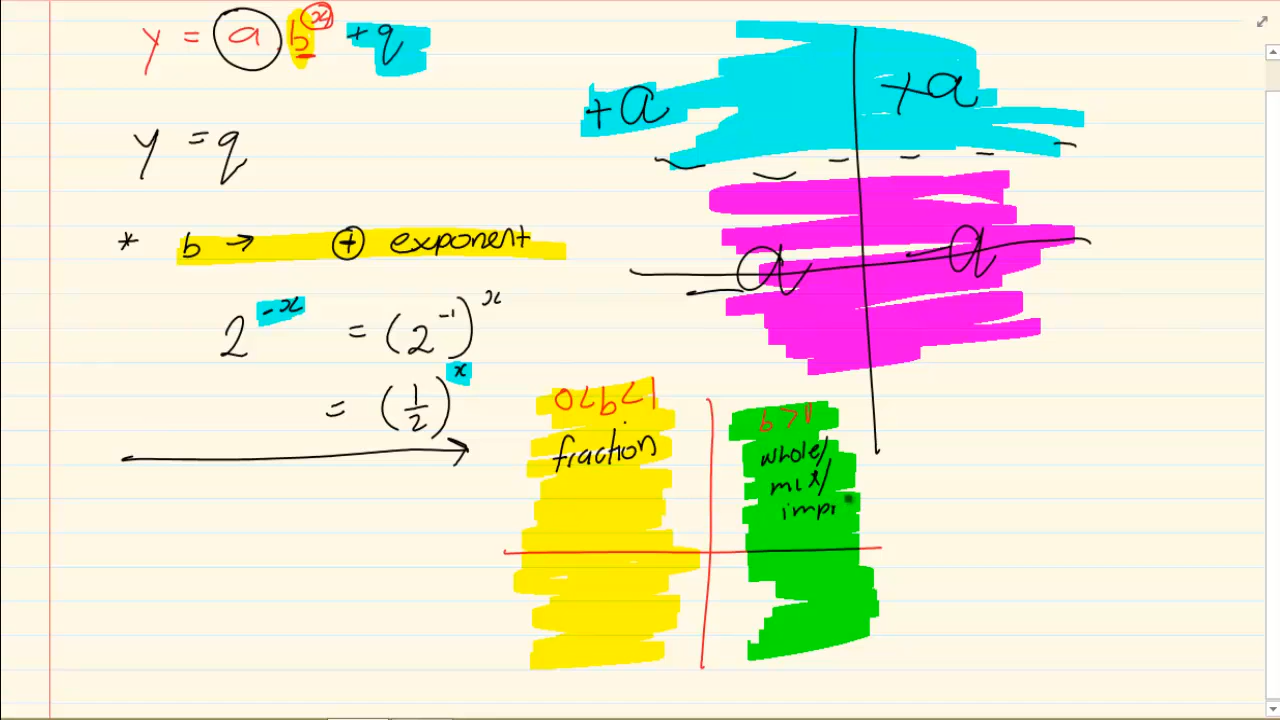 y = a b^x + q
+a
+a
y = q
* b → + exponent
-a
-a
2^-x = (2^-1)^x
= (1/2)^x
0<b<1
fraction
b >1
whole/
mix/
impr